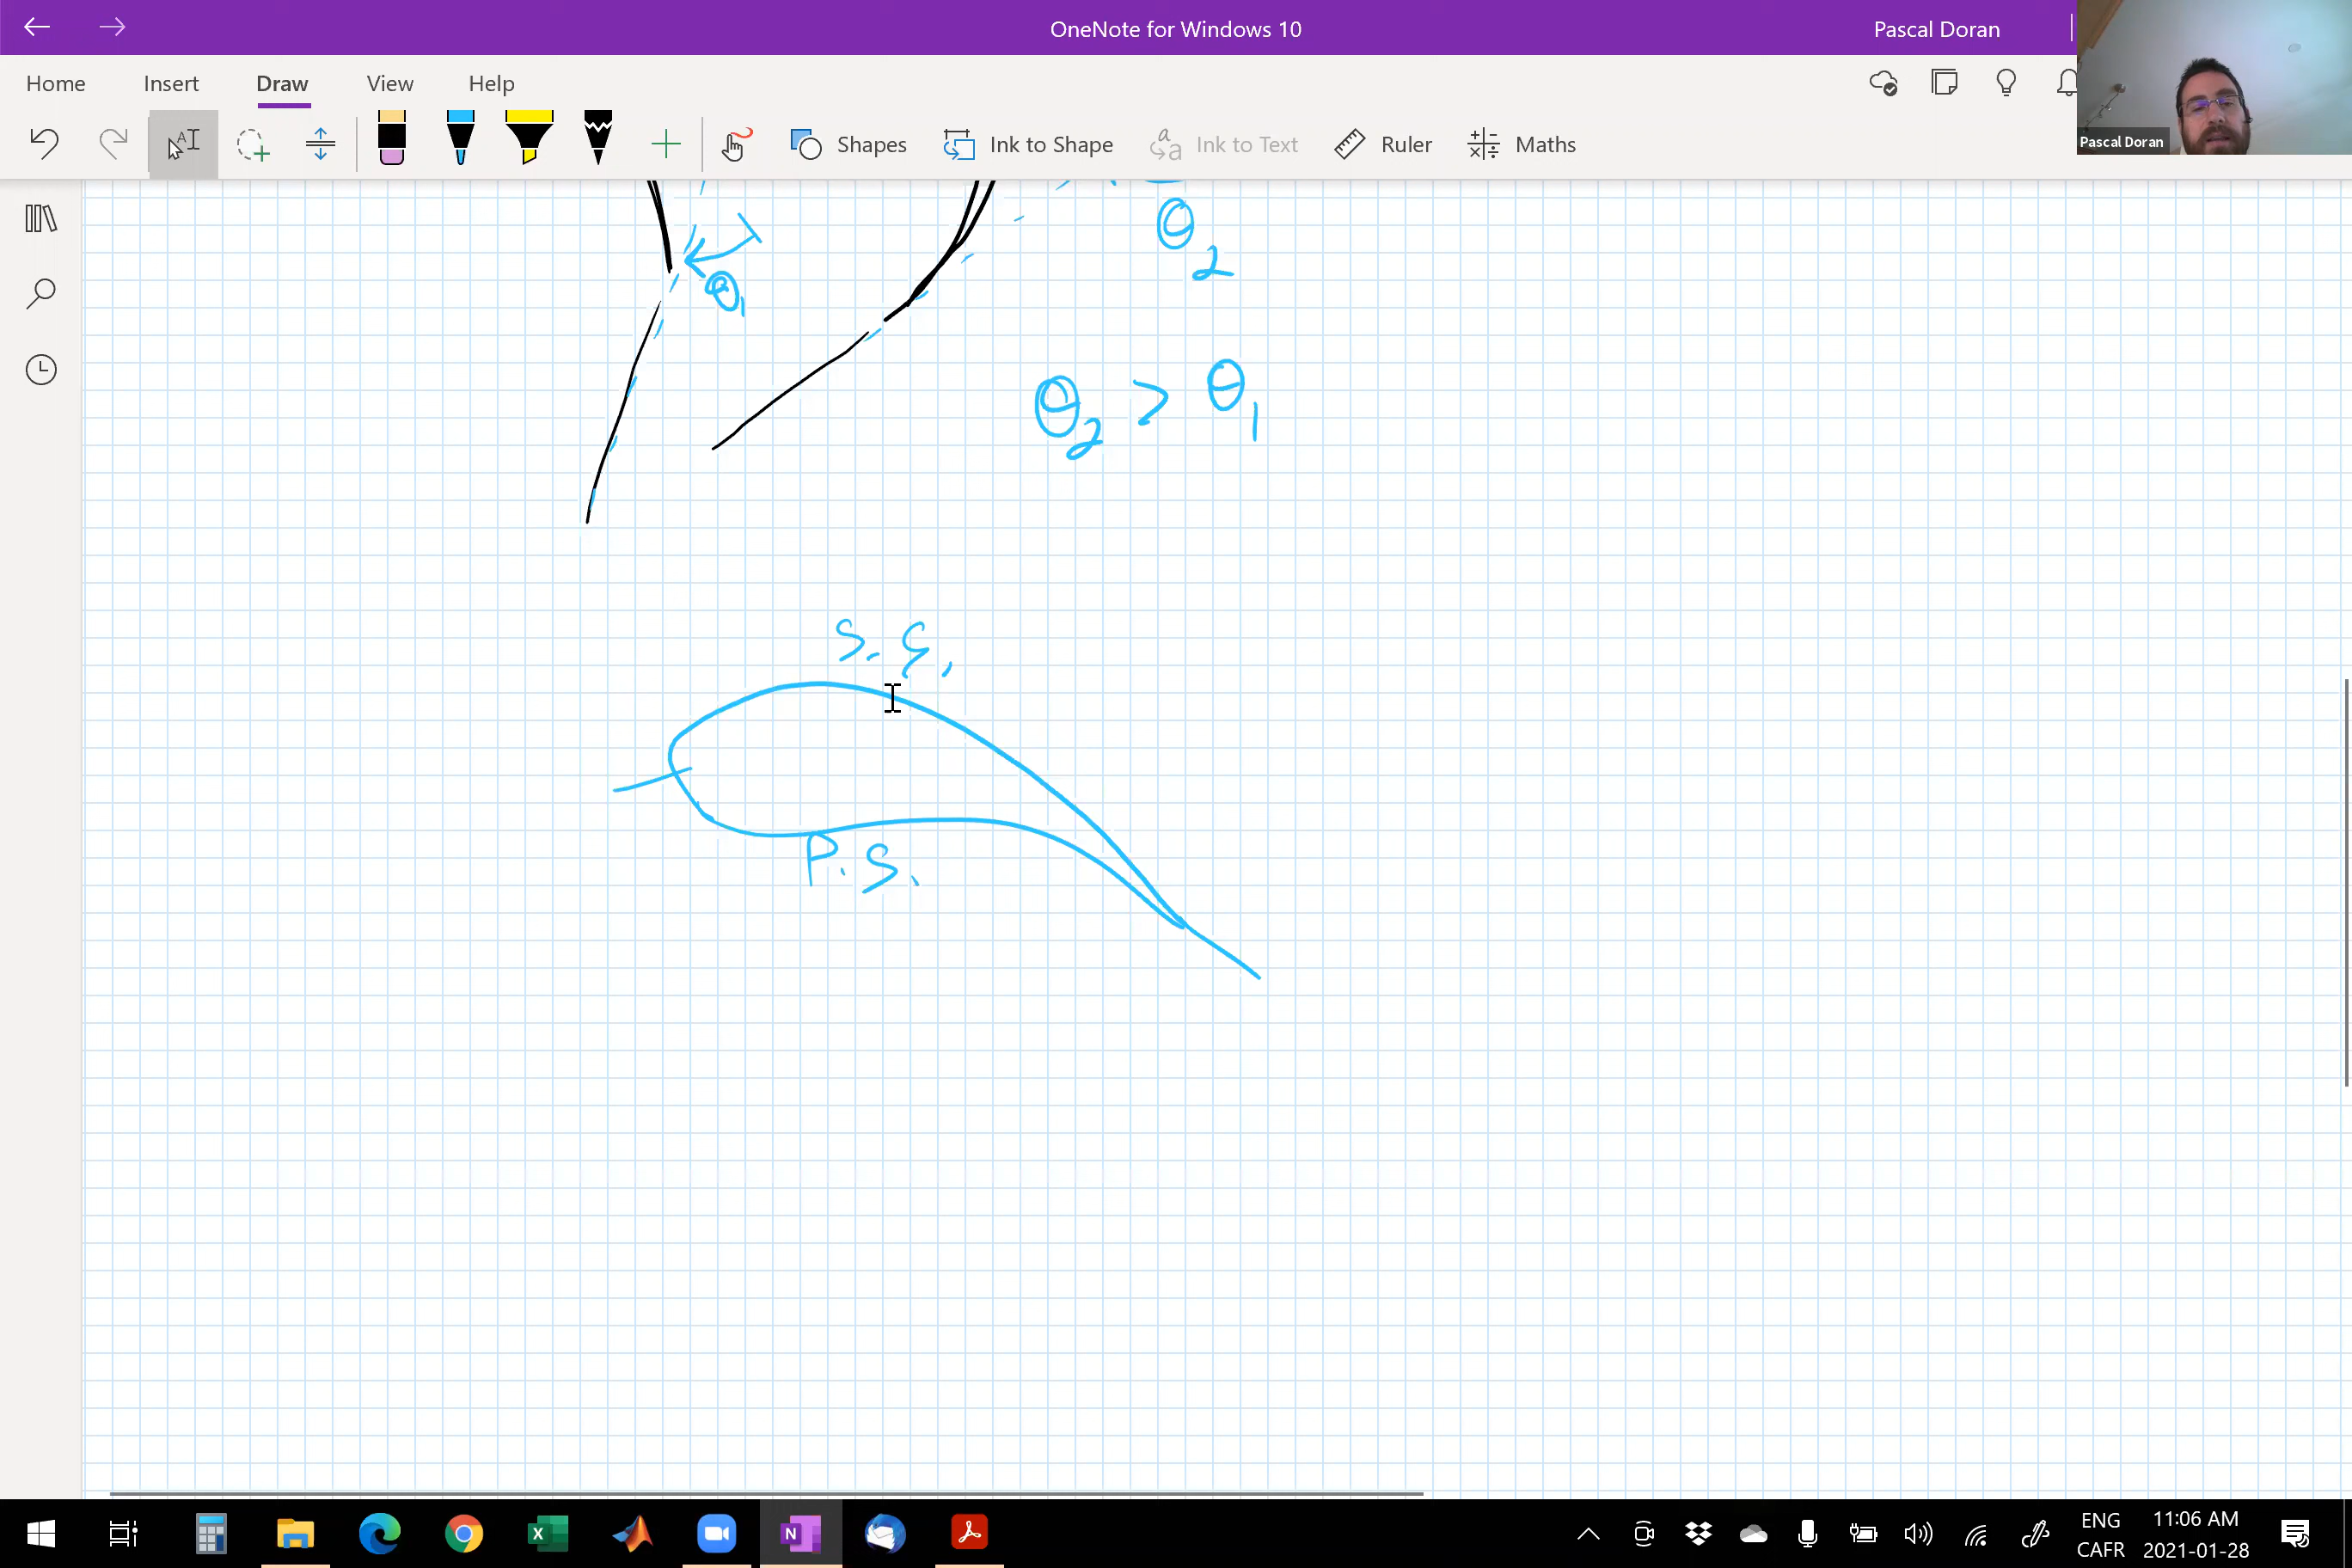 OneNote for Windows 10
Pascal Doran
Home Insert Draw View Help
Shapes Ink to Shape Ink to Text Ruler Maths
Pascal Doran
θ₂
θ₁
θ₂ > θ₁
S.S.
P.S.
ENG
CAFR
11:06 AM
2021-01-28